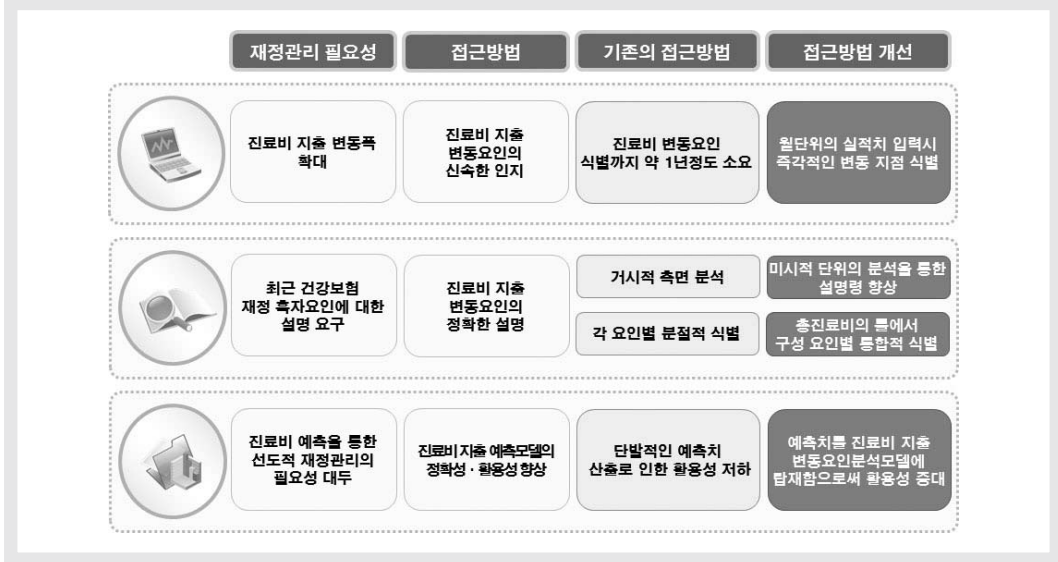 재정관리 필요성
접근방법
기존의 접근방법
접근방법 개선
진료비 지출 변동폭
확대
진료비 지출
변동요인의
신속한 인지
진료비 변동요인
식별까지 약 1년정도 소요
월단위의 실적치 입력시
즉각적인 변동 지점 식별
최근 건강보험
재정 흑자요인에 대한
설명 요구
진료비 지출
변동요인의
정확한 설명
거시적 측면 분석
미시적 단위의 분석을 통한
설명령 향상
각 요인별 분절적 식별
총진료비의 틀에서
구성 요인별 통합적 식별
진료비 예측을 통한
선도적 재정관리의
필요성 대두
진료비 지출 예측모델의
정확성·활용성 향상
단발적인 예측치
산출로 인한 활용성 저하
예측치를 진료비 지출
변동요인분석모델에
탑재함으로써 활용성 증대